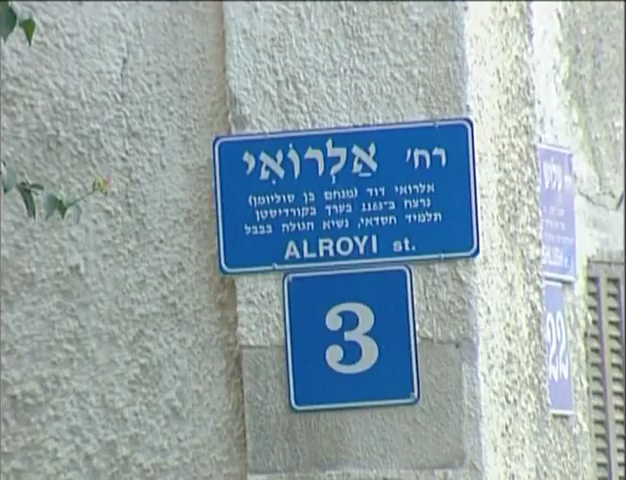 רח' אַלְרוֹאִי
אלרואי דוד (מנחם בן סולימן)
נרצח ב-1163 בערך בקורדיסטן
תלמיד חסדאי, נשיא הגולה בבבל
ALROYI st.
3
22